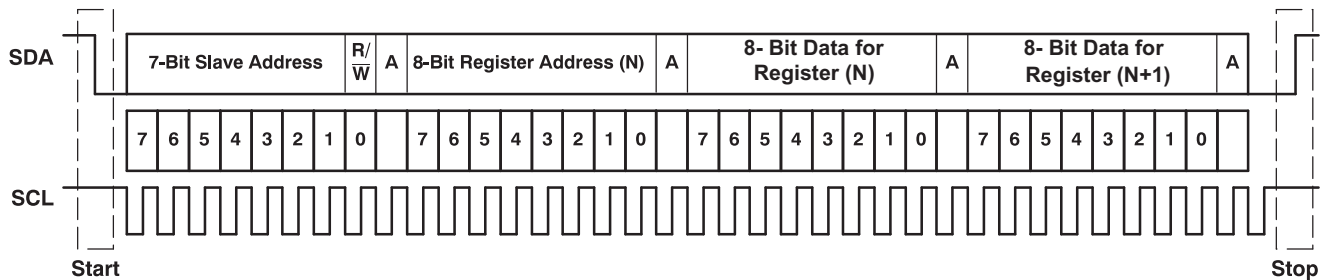 SDA 7-Bit Slave Address R/W̅ A 8-Bit Register Address (N) A 8- Bit Data for Register (N) A 8- Bit Data for Register (N+1) A
7 6 5 4 3 2 1 0 7 6 5 4 3 2 1 0 7 6 5 4 3 2 1 0 7 6 5 4 3 2 1 0
SCL
Start Stop